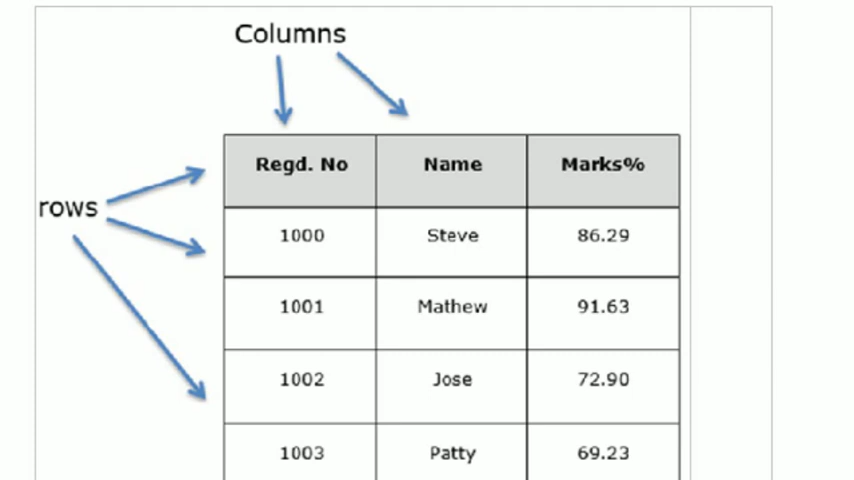 Columns
rows
Regd. No Name Marks%
1000 Steve 86.29
1001 Mathew 91.63
1002 Jose 72.90
1003 Patty 69.23